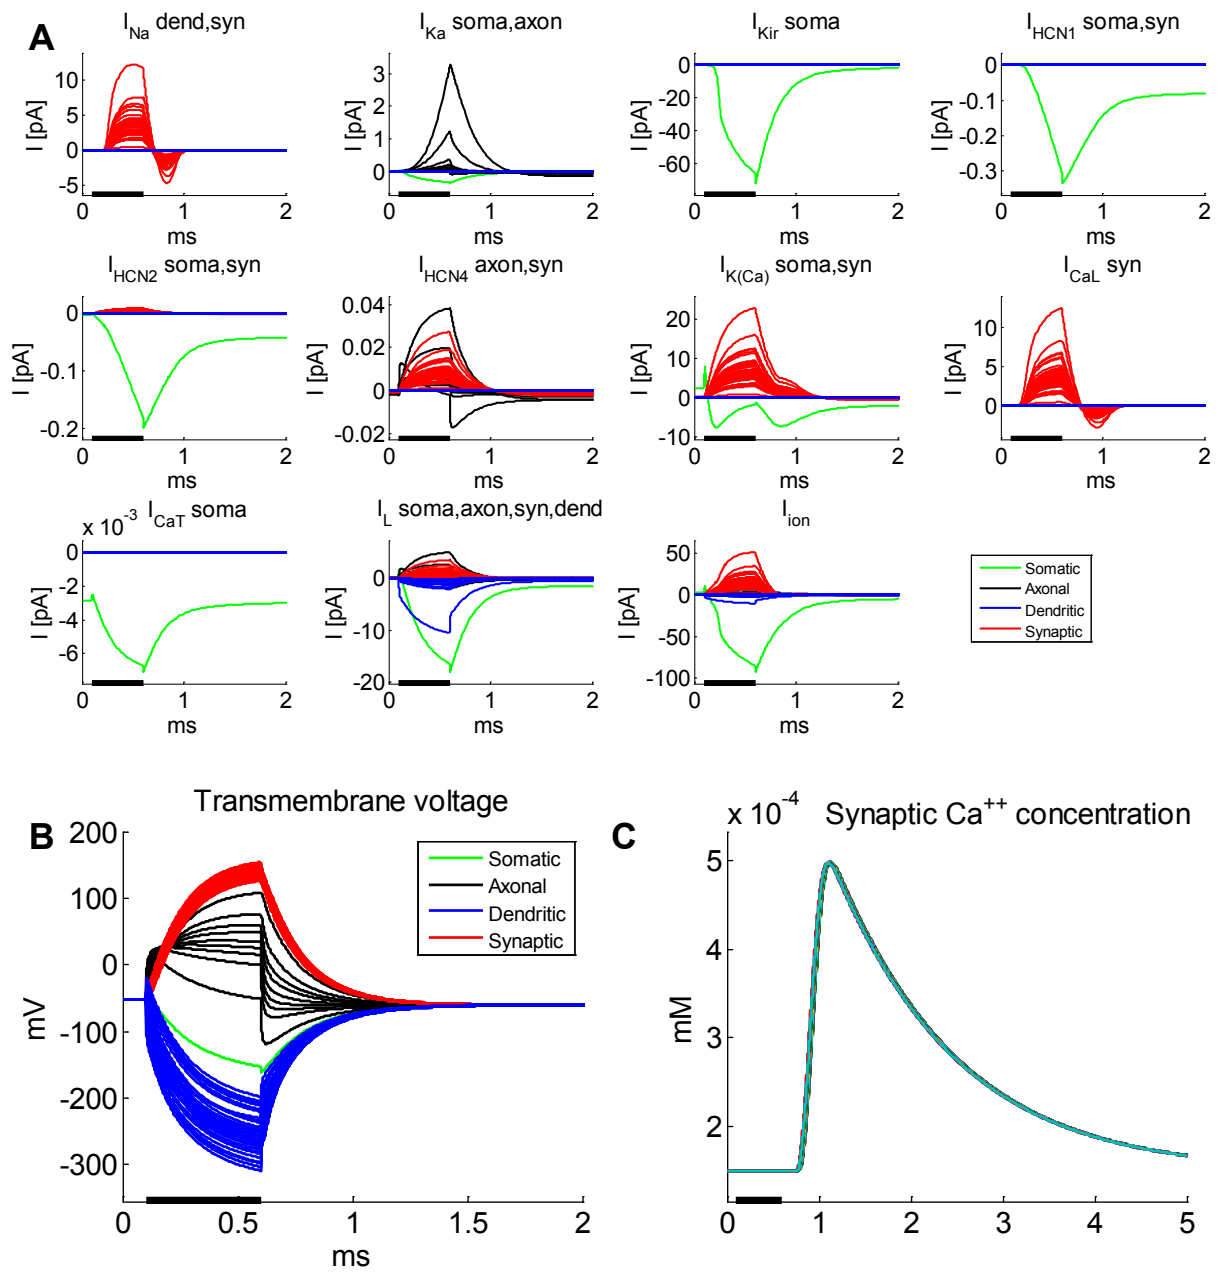 A
I_Na dend,syn
I_Ka soma,axon
I_Kir soma
I_HCN1 soma,syn
I [pA]
10
5
0
5
0
1
2
ms
I [pA]
3
2
1
0
0
1
2
ms
I [pA]
0
-20
-40
-60
0
1
2
ms
I [pA]
0
-0.1
-0.2
-0.3
0
1
2
ms
I_HCN2 soma,syn
I_HCN4 axon,syn
I_K(Ca) soma,syn
I_CaL syn
I [pA]
0
-0.1
-0.2
0
1
2
ms
I [pA]
0.04
0.02
0
-0.02
0
1
2
ms
I [pA]
20
10
0
-10
0
1
2
ms
I [pA]
10
5
0
-5
0
1
2
ms
x 10^-3 I_CaT soma
I_L soma,axon,syn,dend
I_ion
I [pA]
0
-2
-4
-6
0
1
2
ms
I [pA]
0
-10
-20
0
1
2
ms
I [pA]
50
0
-50
-100
0
1
2
ms
Somatic
Axonal
Dendritic
Synaptic
B
Transmembrane voltage
mV
200
100
0
-100
-200
-300
0
0.5
1
1.5
2
ms
Somatic
Axonal
Dendritic
Synaptic
C
x 10^-4 Synaptic Ca^++ concentration
mM
5
4
3
2
0
1
2
3
4
5